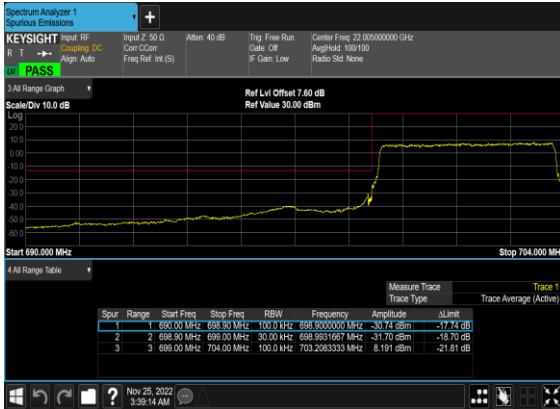 Spectrum Analyzer 1
Spurious Emissions
KEYSIGHT
R T
Input: RF
Coupling: DC
Align: Auto
Input Z: 50 Ω
Corr CCorr
Freq Ref: Int (S)
Atten: 40 dB
Trig: Free Run
Gate: Off
IF Gain: Low
Center Freq: 22.005000000 GHz
Avg|Hold: 100/100
Radio Std: None
PASS
3 All Range Graph
Scale/Div 10.0 dB
Ref Lvl Offset 7.60 dB
Ref Value 30.00 dBm
Log
20.0
10.0
0.00
-10.0
-20.0
-30.0
-40.0
-50.0
-60.0
Start 690.000 MHz
Stop 704.000 MH
4 All Range Table
Measure Trace Trace 1
Trace Type Trace Average (Active)
Spur Range Start Freq Stop Freq RBW Frequency Amplitude ΔLimit
1 1 690.00 MHz 698.90 MHz 100.0 kHz 698.9000000 MHz -30.74 dBm -17.74 dB
2 2 698.90 MHz 699.00 MHz 30.00 kHz 698.9931667 MHz -31.70 dBm -18.70 dB
3 3 699.00 MHz 704.00 MHz 100.0 kHz 703.2083333 MHz 8.191 dBm -21.81 dB
?
Nov 25, 2022
3:39:14 AM